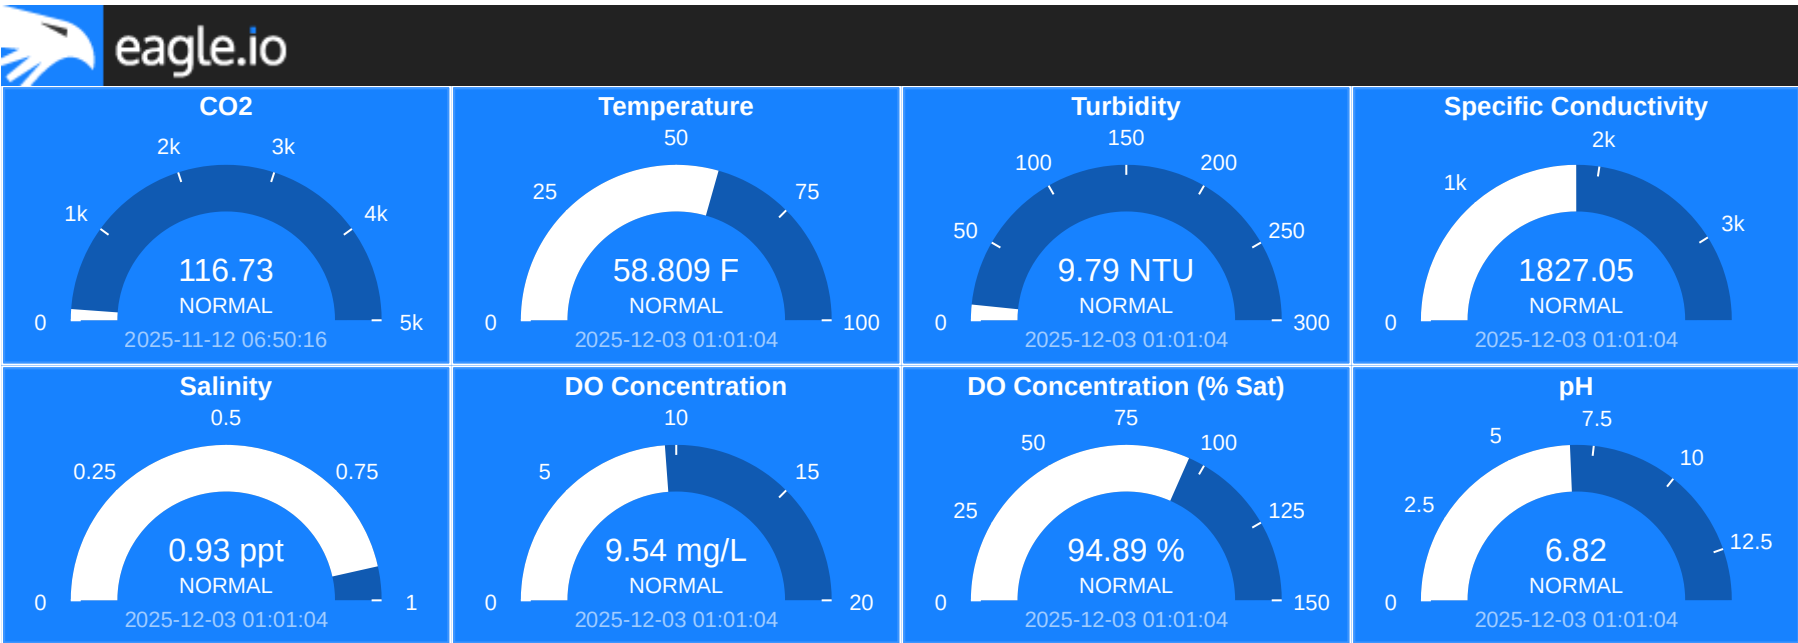 eagle.io
CO2
0
1k
2k
3k
4k
5k
116.73
NORMAL
2025-11-12 06:50:16
Temperature
0
25
50
75
100
58.809 F
NORMAL
2025-12-03 01:01:04
Turbidity
0
50
100
150
200
250
300
9.79 NTU
NORMAL
2025-12-03 01:01:04
Specific Conductivity
0
1k
2k
3k
1827.05
NORMAL
2025-12-03 01:01:04
Salinity
0
0.25
0.5
0.75
1
0.93 ppt
NORMAL
2025-12-03 01:01:04
DO Concentration
0
5
10
15
20
9.54 mg/L
NORMAL
2025-12-03 01:01:04
DO Concentration (% Sat)
0
25
50
75
100
125
150
94.89 %
NORMAL
2025-12-03 01:01:04
pH
0
2.5
5
7.5
10
12.5
6.82
NORMAL
2025-12-03 01:01:04